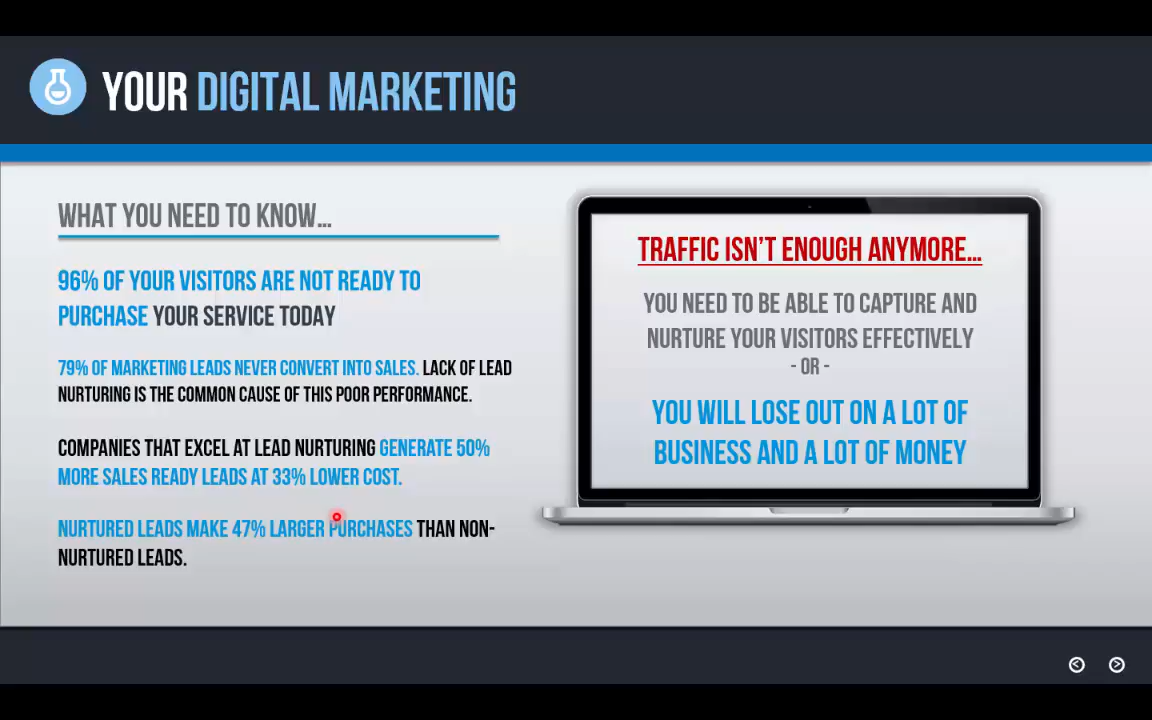 YOUR DIGITAL MARKETING
WHAT YOU NEED TO KNOW...
96% OF YOUR VISITORS ARE NOT READY TO
PURCHASE YOUR SERVICE TODAY
79% OF MARKETING LEADS NEVER CONVERT INTO SALES. LACK OF LEAD
NURTURING IS THE COMMON CAUSE OF THIS POOR PERFORMANCE.
COMPANIES THAT EXCEL AT LEAD NURTURING GENERATE 50%
MORE SALES READY LEADS AT 33% LOWER COST.
NURTURED LEADS MAKE 47% LARGER PURCHASES THAN NON-
NURTURED LEADS.
TRAFFIC ISN'T ENOUGH ANYMORE...
YOU NEED TO BE ABLE TO CAPTURE AND
NURTURE YOUR VISITORS EFFECTIVELY
- OR -
YOU WILL LOSE OUT ON A LOT OF
BUSINESS AND A LOT OF MONEY